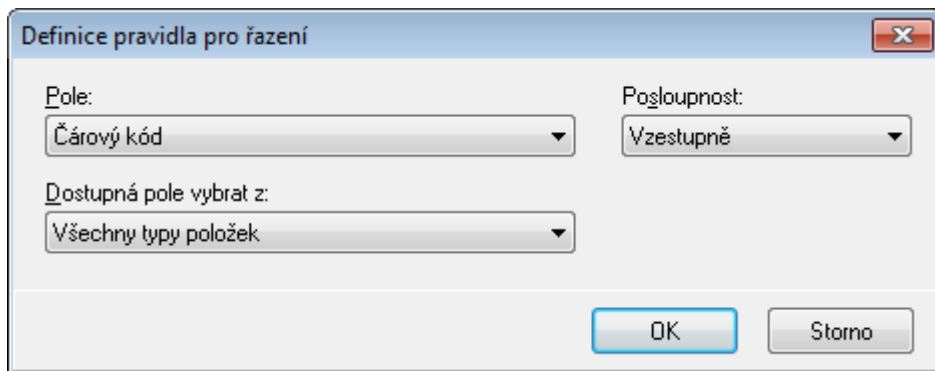 Definice pravidla pro řazení
Pole:
Posloupnost:
Čárový kód
Vzestupně
Dostupná pole vybrat z:
Všechny typy položek
OK
Storno